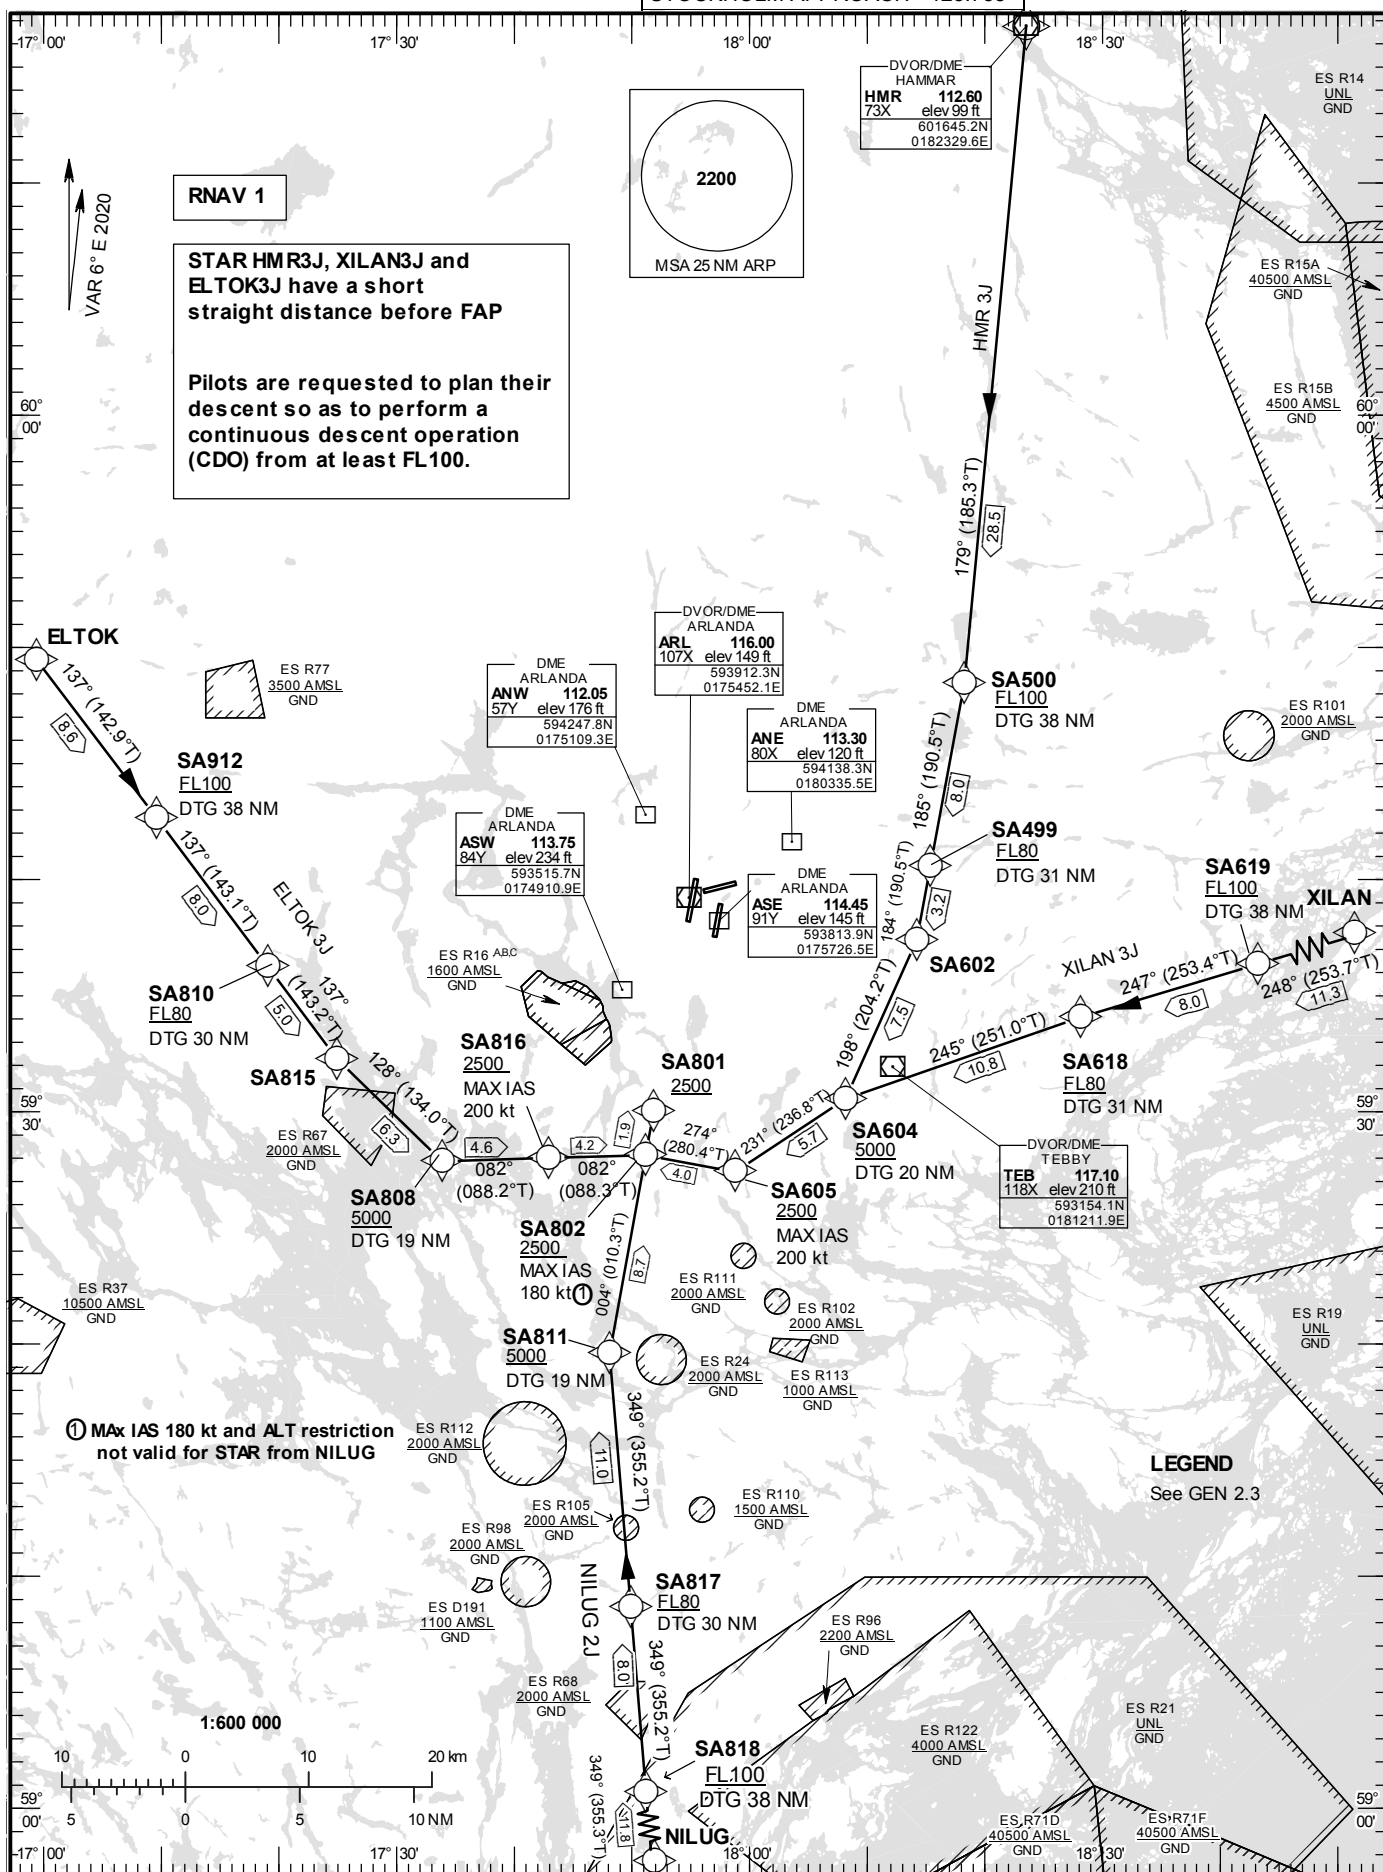 17° 00'
17° 30'
18° 00'
18° 30'
DVOR/DME
HAMMAR
HMR 112.60
73X elev 99 ft
601645.2N
0182329.6E
ES R14
UNL
GND
2200
MSA 25 NM ARP
VAR 6° E 2020
RNAV 1
STAR HMR3J, XILAN3J and
ELTOK3J have a short
straight distance before FAP
Pilots are requested to plan their
descent so as to perform a
continuous descent operation
(CDO) from at least FL100.
ES R15A
40500 AMSL
GND
HMR 3J
ES R15B
4500 AMSL
GND
60°
00'
60°
00'
179° (185.3°T)
28.5
ELTOK
137° (142.9°T)
8.6
ES R77
3500 AMSL
GND
DME
ARLANDA
ANW 112.05
57Y elev 176 ft
594247.8N
0175109.3E
DVOR/DME
ARLANDA
ARL 116.00
107X elev 149 ft
593912.3N
0175452.1E
DME
ARLANDA
ANE 113.30
80X elev 120 ft
594138.3N
0180335.5E
SA500
FL100
DTG 38 NM
ES R101
2000 AMSL
GND
SA912
FL100
DTG 38 NM
185° (190.5°T)
8.0
DME
ARLANDA
ASW 113.75
84Y elev 234 ft
593515.7N
0174910.9E
137° (143.1°T)
8.0
ELTOK 3J
SA499
FL80
DTG 31 NM
DME
ARLANDA
ASE 114.45
91Y elev 145 ft
593813.9N
0175726.5E
184° (190.5°T)
3.2
SA619
FL100
DTG 38 NM
XILAN
SA602
XILAN 3J
247° (253.4°T)
8.0
248° (253.7°T)
11.3
ES R16 ABC
1600 AMSL
GND
SA810
FL80
DTG 30 NM
137°
(143.2°T)
5.0
198° (204.2°T)
7.5
245° (251.0°T)
10.8
SA618
FL80
DTG 31 NM
SA815
128° (134.0°T)
6.3
SA816
2500
MAX IAS
200 kt
SA801
2500
59°
30'
59°
30'
ES R67
2000 AMSL
GND
4.6
082°
(088.2°T)
4.2
082°
(088.3°T)
1.9
274°
(280.4°T)
4.0
231° (236.8°T)
5.7
SA604
5000
DTG 20 NM
DVOR/DME
TEBBY
TEB 117.10
118X elev 210 ft
593154.1N
0181211.9E
SA808
5000
DTG 19 NM
SA605
2500
MAX IAS
200 kt
SA802
2500
MAX IAS
180 kt 1
004° (010.3°T)
8.7
ES R111
2000 AMSL
GND
ES R102
2000 AMSL
GND
ES R37
10500 AMSL
GND
ES R19
UNL
GND
SA811
5000
DTG 19 NM
ES R24
2000 AMSL
GND
ES R113
1000 AMSL
GND
1 MAx IAS 180 kt and ALT restriction
not valid for STAR from NILUG
ES R112
2000 AMSL
GND
349° (355.2°T)
11.0
LEGEND
See GEN 2.3
ES R105
2000 AMSL
GND
ES R110
1500 AMSL
GND
ES R98
2000 AMSL
GND
NILUG 2J
SA817
FL80
DTG 30 NM
ES D191
1100 AMSL
GND
ES R96
2200 AMSL
GND
349° (355.2°T)
8.0
ES R68
2000 AMSL
GND
ES R21
UNL
GND
ES R122
4000 AMSL
GND
1:600 000
10 0 10 20 km
5 0 5 10 NM
SA818
FL100
DTG 38 NM
349° (355.3°T)
11.8
NILUG
ES R71D
40500 AMSL
GND
ES R71F
40500 AMSL
GND
59°
00'
59°
00'
17° 00'
17° 30'
18° 00'
18° 30'